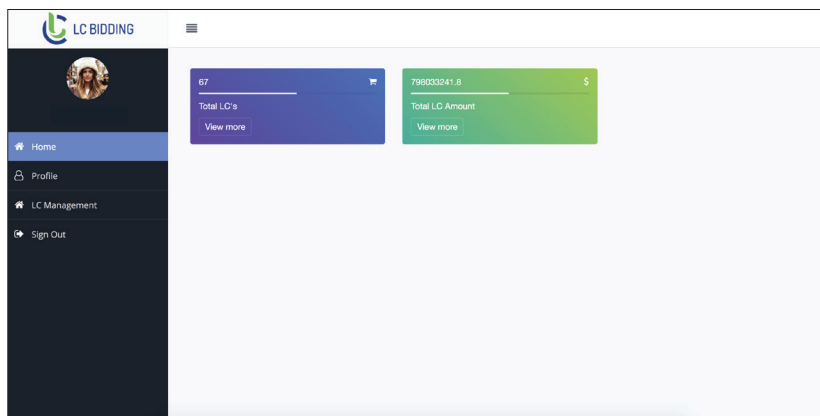 LC BIDDING
Home
Profile
LC Management
Sign Out
67
Total LC's
View more
798033241.8
$
Total LC Amount
View more